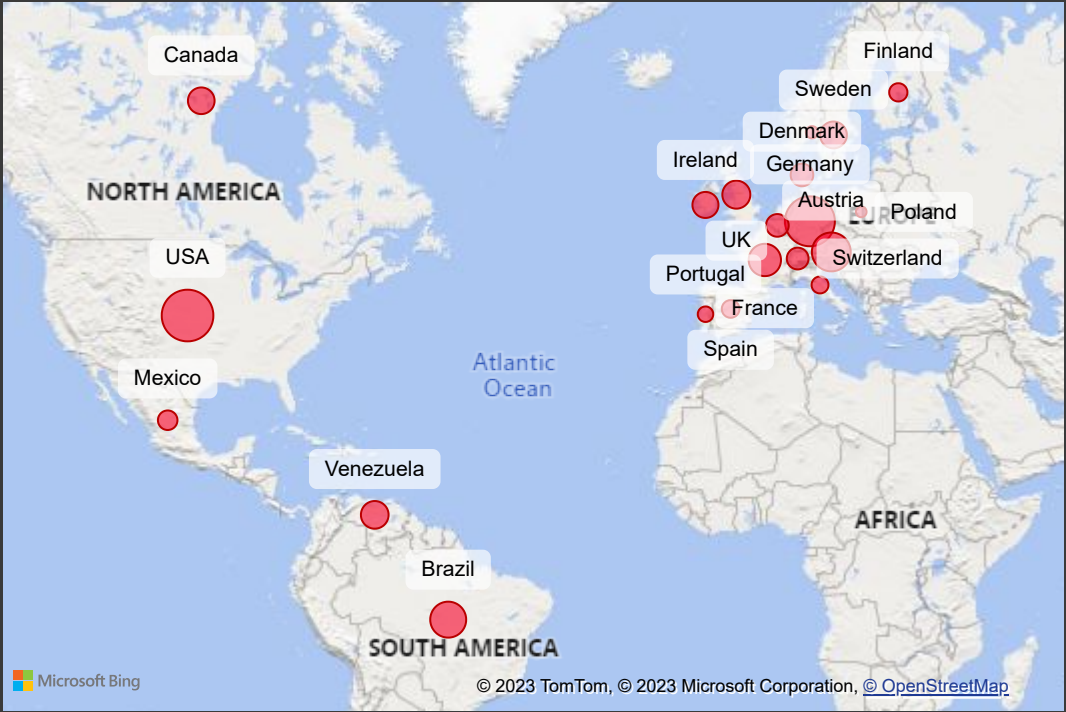 Canada
Finland
Sweden
Denmark
Ireland
Germany
NORTH AMERICA
Austria
EUROPE
Poland
UK
USA
Switzerland
Portugal
France
Spain
Atlantic
Ocean
Mexico
Venezuela
AFRICA
Brazil
SOUTH AMERICA
Microsoft Bing
© 2023 TomTom, © 2023 Microsoft Corporation, © OpenStreetMap